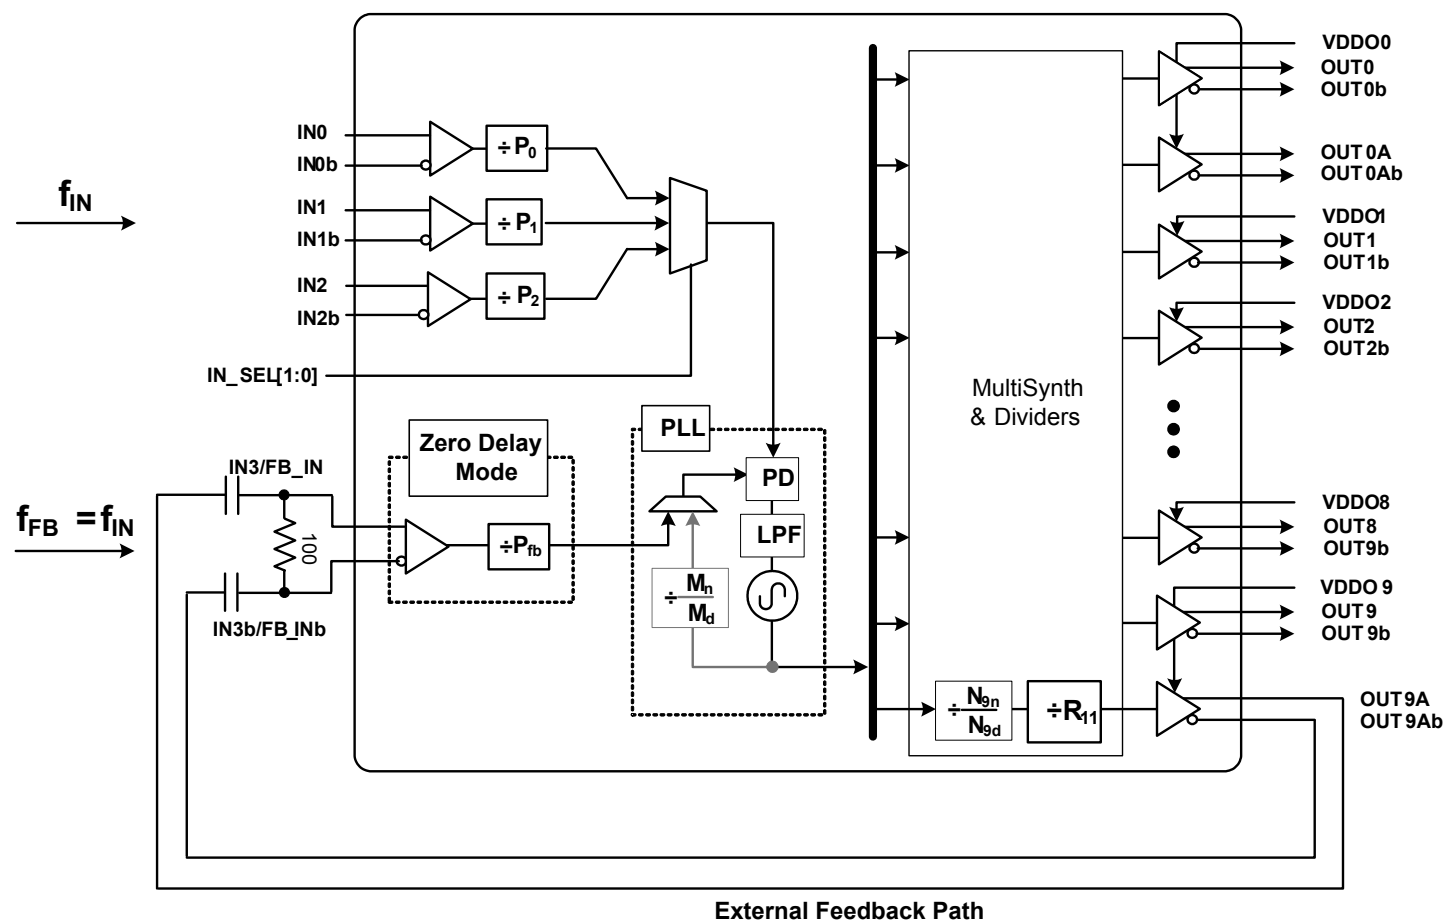 VDDO0
OUT0
OUT0b
IN0
IN0b
÷ P0
OUT0A
OUT0Ab
fIN
IN1
IN1b
÷ P1
VDDO1
OUT1
OUT1b
IN2
IN2b
÷ P2
VDDO2
OUT2
OUT2b
IN_SEL[1:0]
MultiSynth
& Dividers
PLL
Zero Delay
Mode
IN3/FB_IN
PD
fFB = fIN
100
÷Pfb
LPF
VDDO8
OUT8
OUT9b
÷ Mn
Md
IN3b/FB_INb
VDDO9
OUT9
OUT9b
÷ N9n
N9d
÷R11
OUT9A
OUT9Ab
External Feedback Path